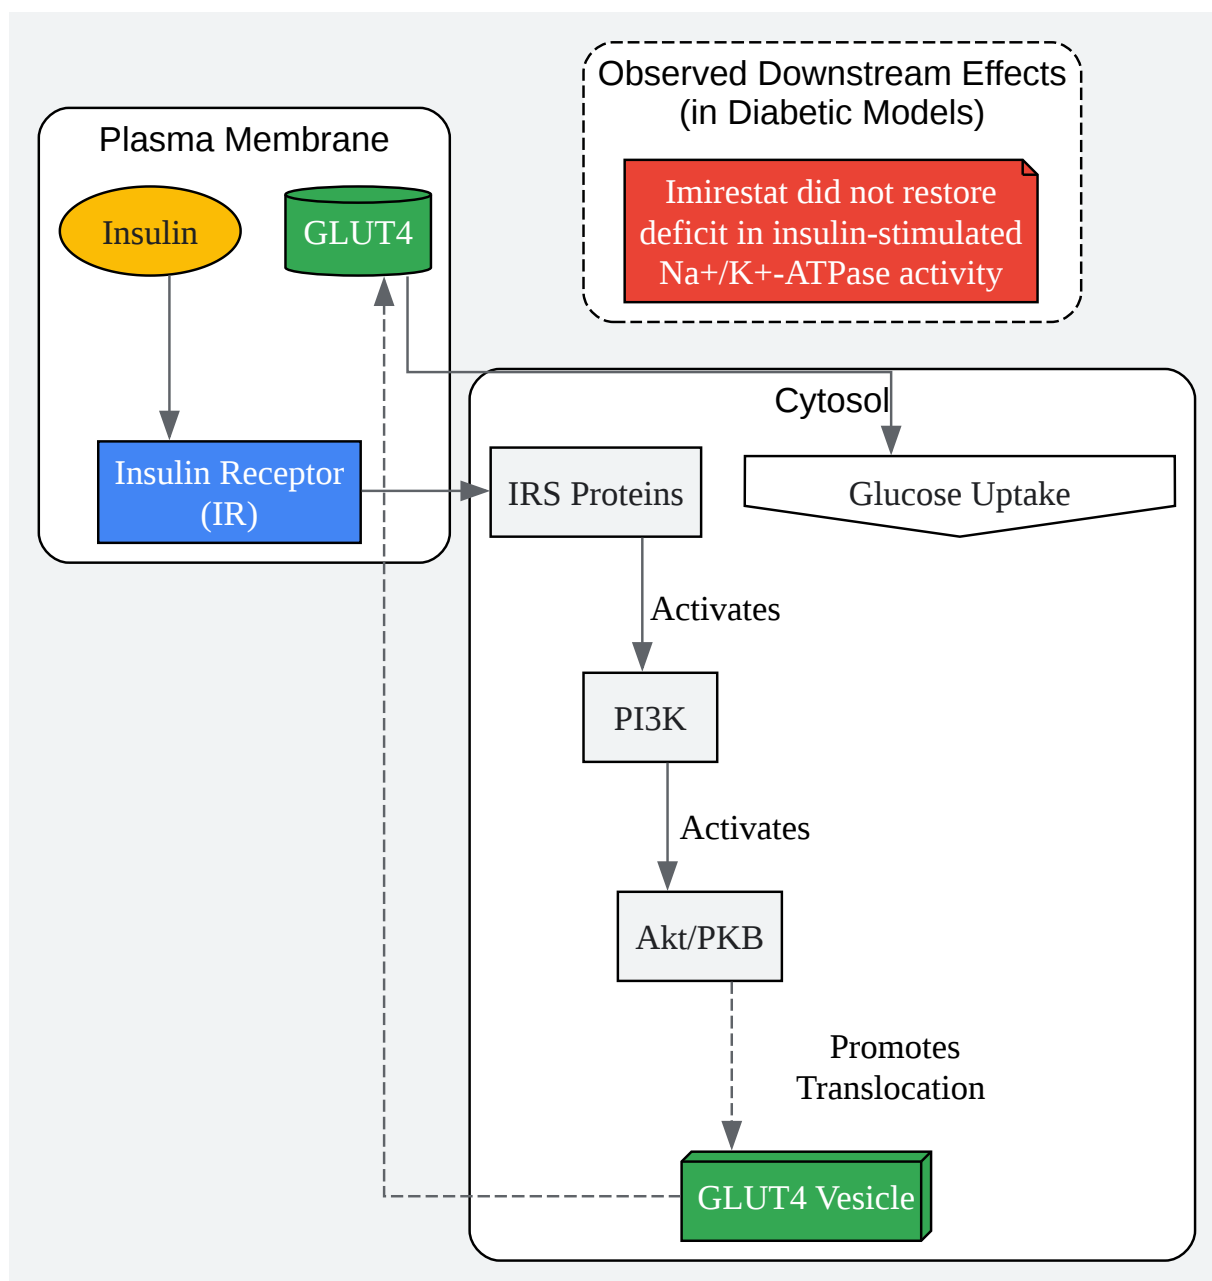 Observed Downstream Effects
(in Diabetic Models)
Imirestat did not restore
deficit in insulin-stimulated
Na+/K+-ATPase activity
Plasma Membrane
Insulin
GLUT4
Insulin Receptor
(IR)
Cytosol
IRS Proteins
Glucose Uptake
Activates
PI3K
Activates
Akt/PKB
Promotes
Translocation
GLUT4 Vesicle